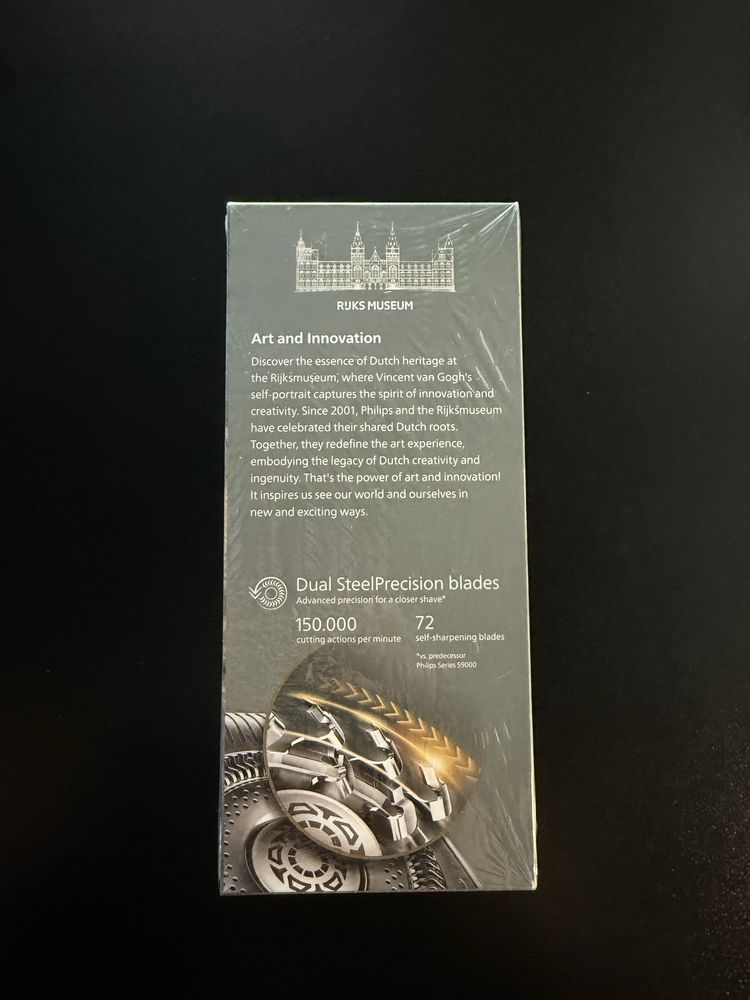 RIJKS MUSEUM
Art and Innovation
Discover the essence of Dutch heritage at
the Rijksmuseum, where Vincent van Gogh's
self-portrait captures the spirit of innovation and
creativity. Since 2001, Philips and the Rijksmuseum
have celebrated their shared Dutch roots.
Together, they redefine the art experience,
embodying the legacy of Dutch creativity and
ingenuity. That's the power of art and innovation!
It inspires us see our world and ourselves in
new and exciting ways.
Dual SteelPrecision blades
Advanced precision for a closer shave*
150.000
cutting actions per minute
72
self-sharpening blades
*vs. predecessor
Philips Series S9000